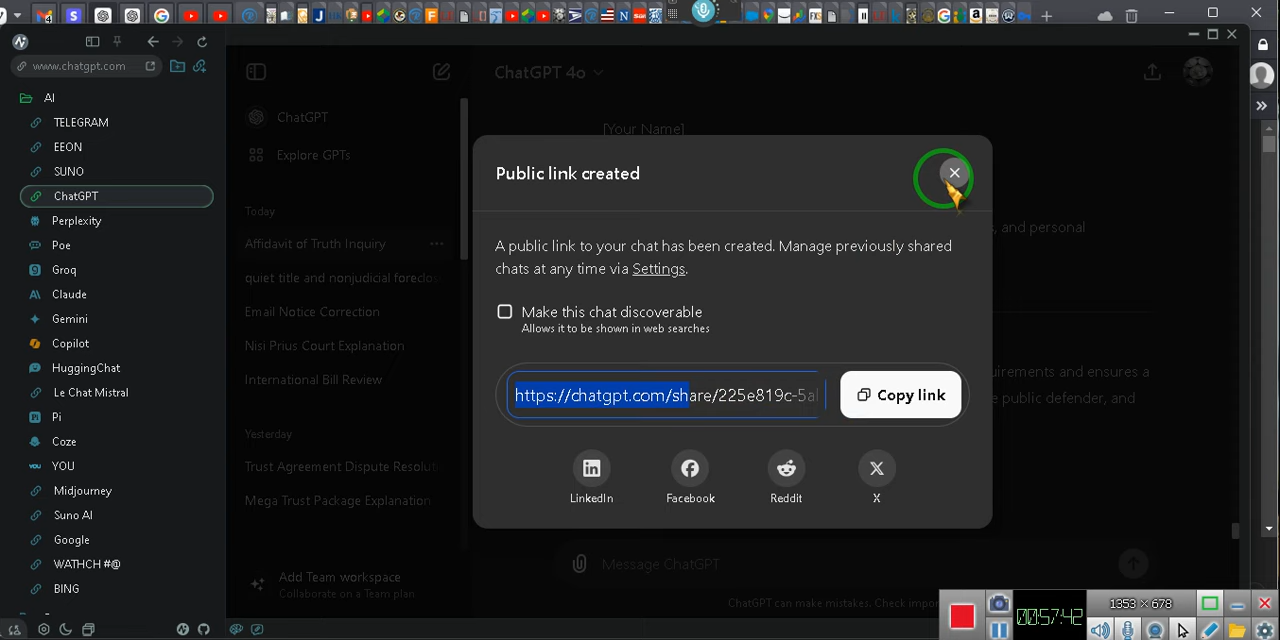 www.chatgpt.com
AI
TELEGRAM
EEON
SUNO
ChatGPT
Perplexity
Poe
Groq
Claude
Gemini
Copilot
HuggingChat
Le Chat Mistral
Pi
Coze
YOU
YOU
Midjourney
Suno AI
Google
WATHCH #@
BING
ChatGPT
Explore GPTs
Today
Affidavit of Truth Inquiry
quiet title and nonjudicial foreclo
Email Notice Correction
Nisi Prius Court Explanation
International Bill Review
Yesterday
Trust Agreement Dispute Resolut
Mega Trust Package Explanation
Add Team workspace
Collaborate on a Team plan
ChatGPT 4o
[Your Name]
s, and personal
quirements and ensures a
e public defender, and
Public link created
A public link to your chat has been created. Manage previously shared
chats at any time via Settings.
Make this chat discoverable
Allows it to be shown in web searches
https://chatgpt.com/share/225e819c-5a
Copy link
LinkedIn
Facebook
Reddit
X
Message ChatGPT
ChatGPT can make mistakes. Check impor
1353 × 678
00:57:42